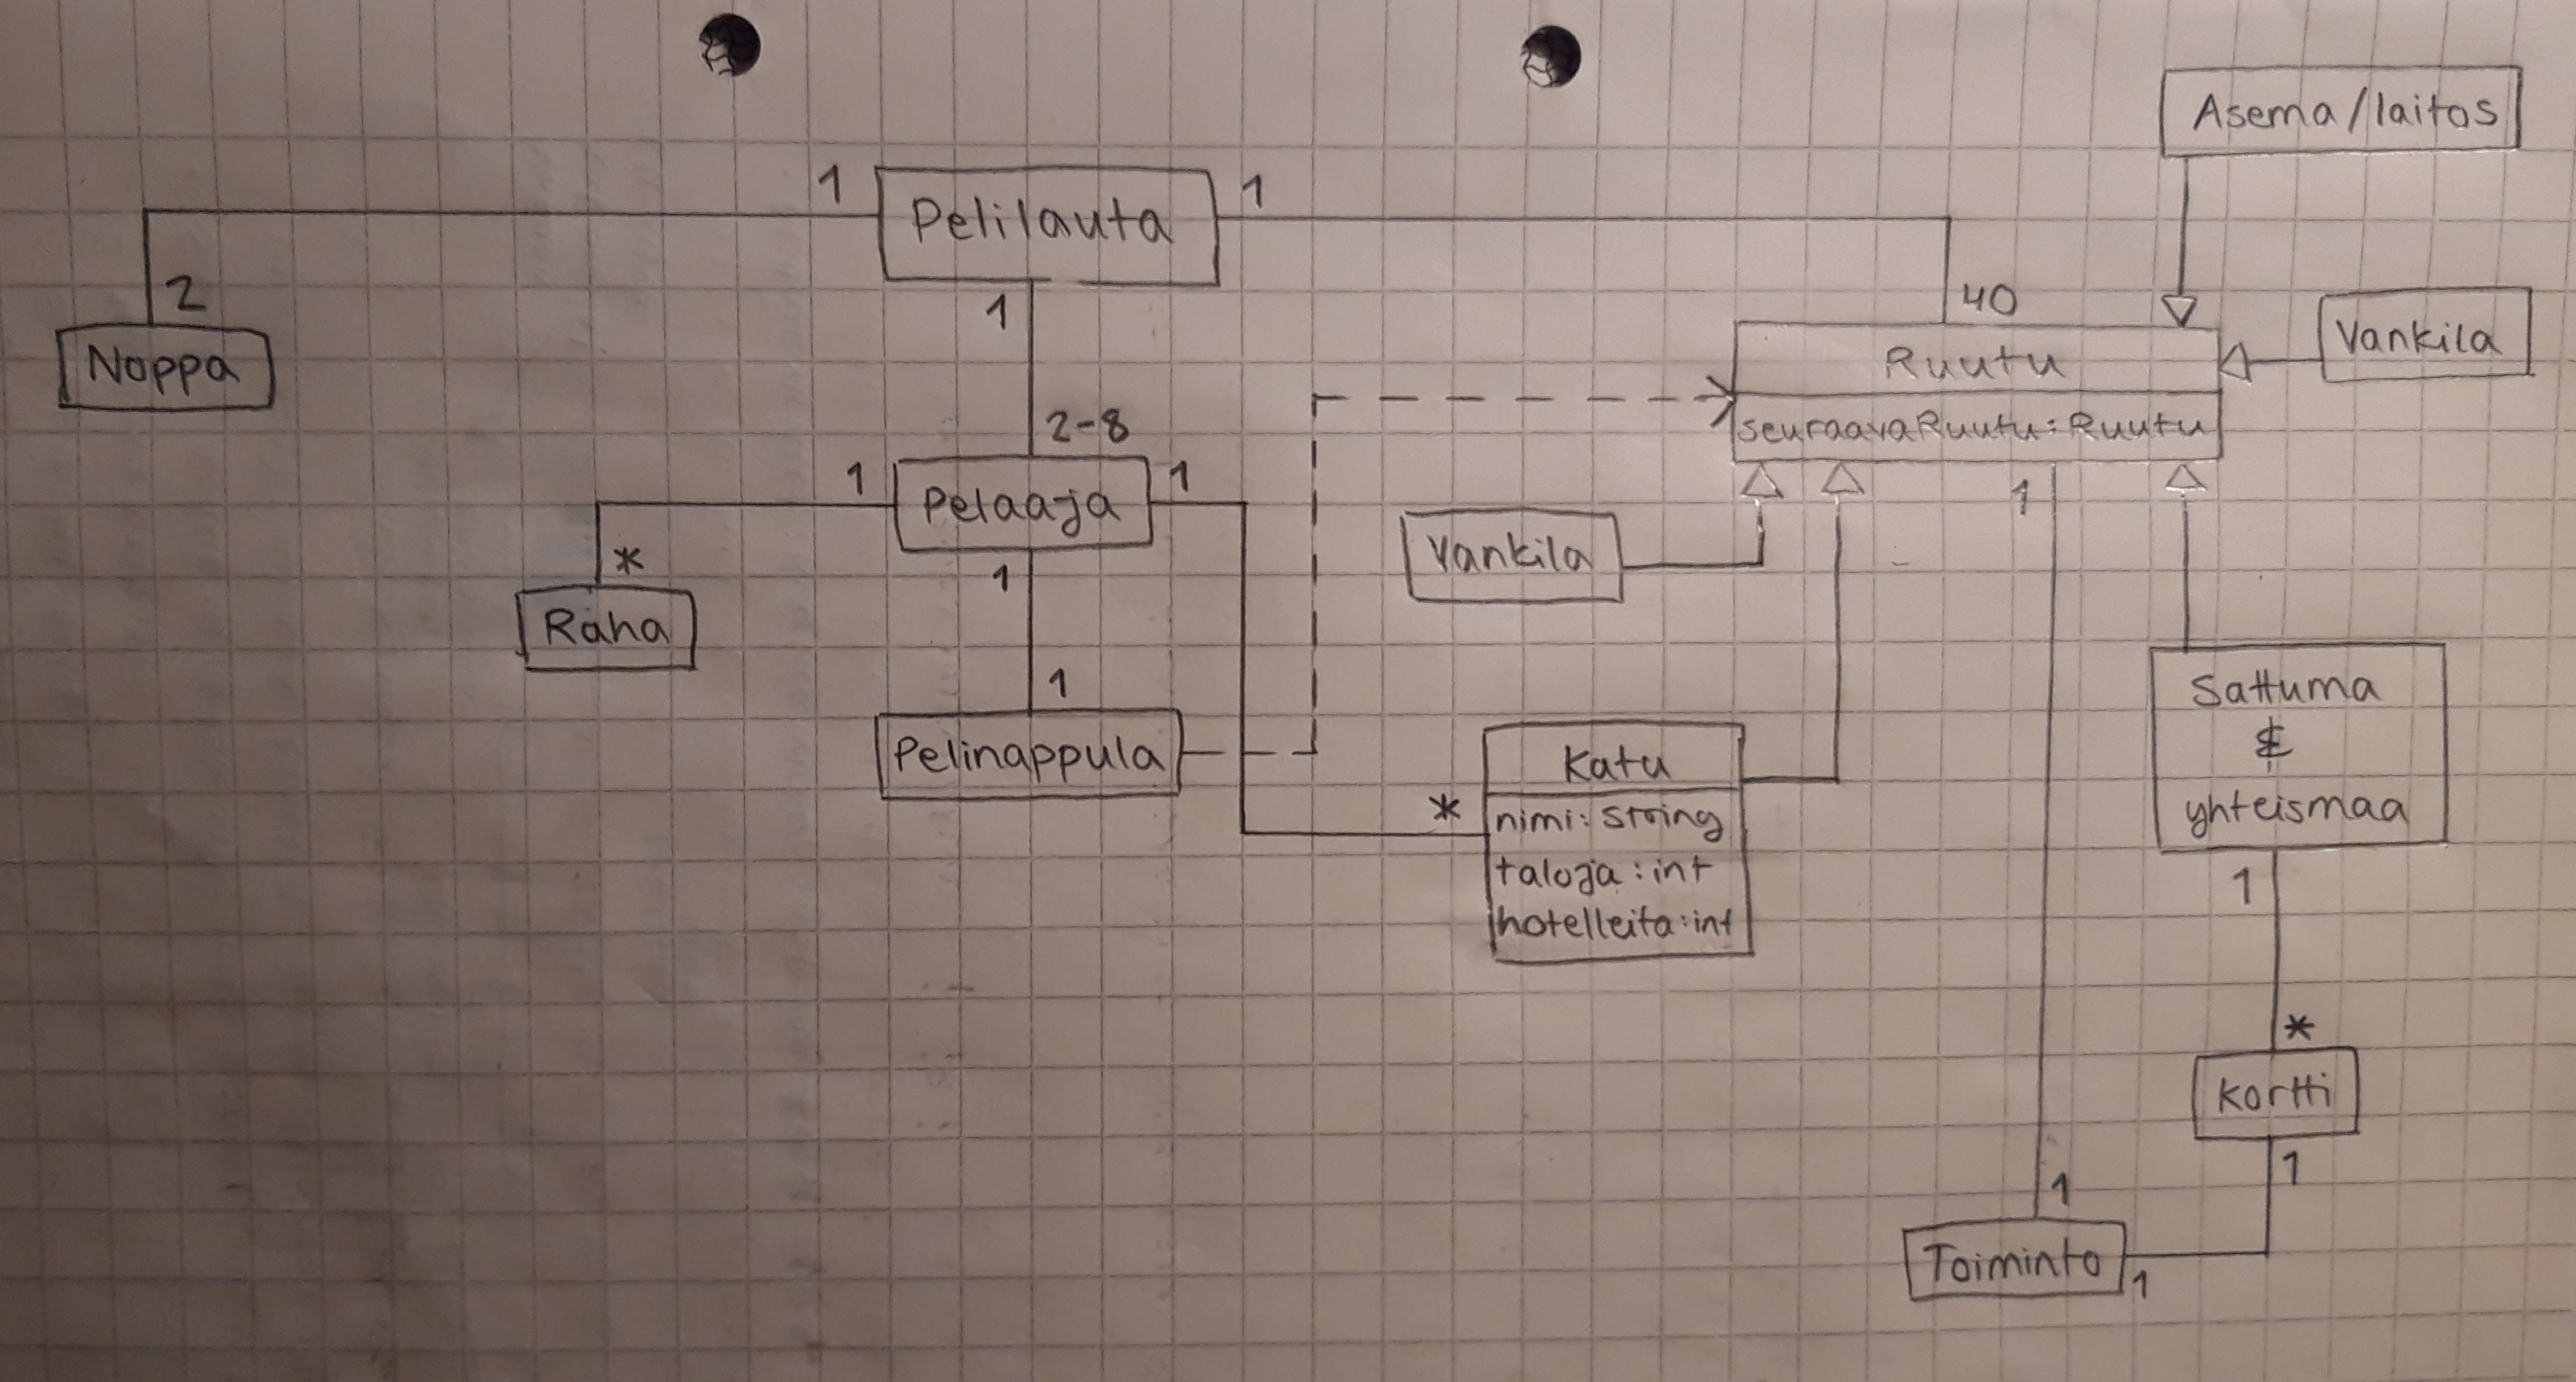 Asema/laitos
1
Pelilauta
1
2
1
40
Noppa
Ruutu
Vankila
2-8
seuraavaRuutu: Ruutu
1
Pelaaja
1
1
*
1
Vankila
Raha
1
Pelinappula
Katu
Sattuma
&
yhteismaa
*
nimi: String
taloja: int
hotelleita: int
1
*
Kortti
1
1
Toiminto
1